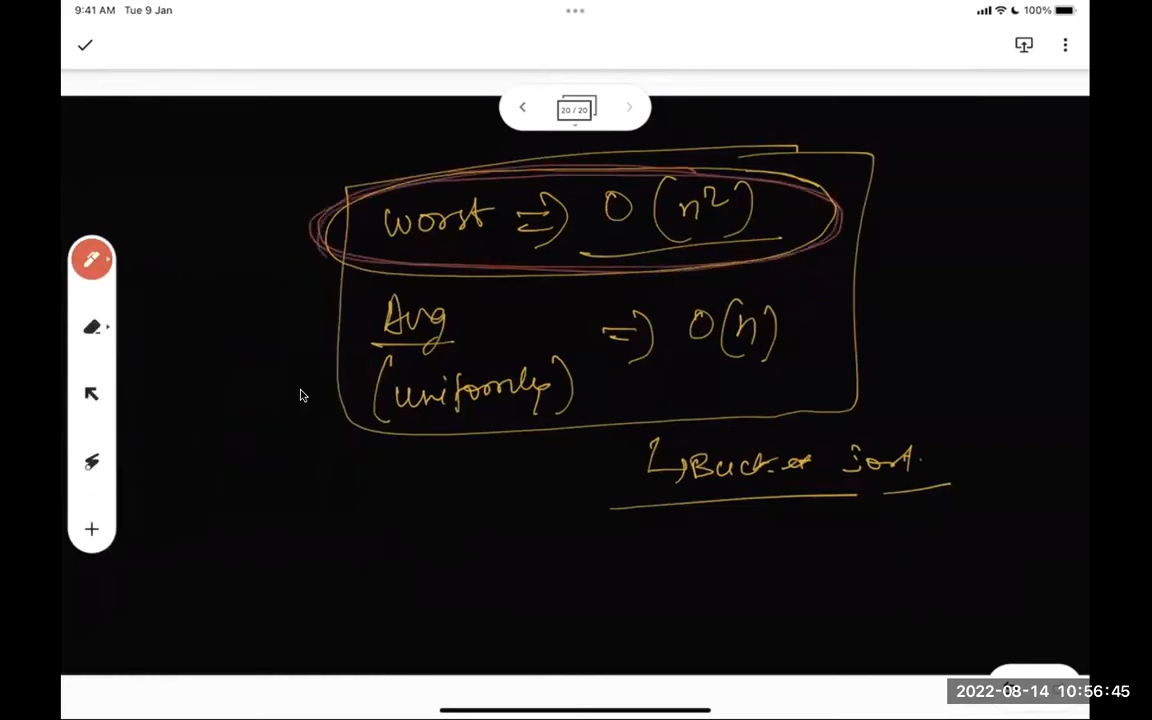 9:41 AM Tue 9 Jan
100%
20 / 20
worst => O (n²)
Avg => O(n)
(uniformly)
↳ Bucket sort.
2022-08-14 10:56:45